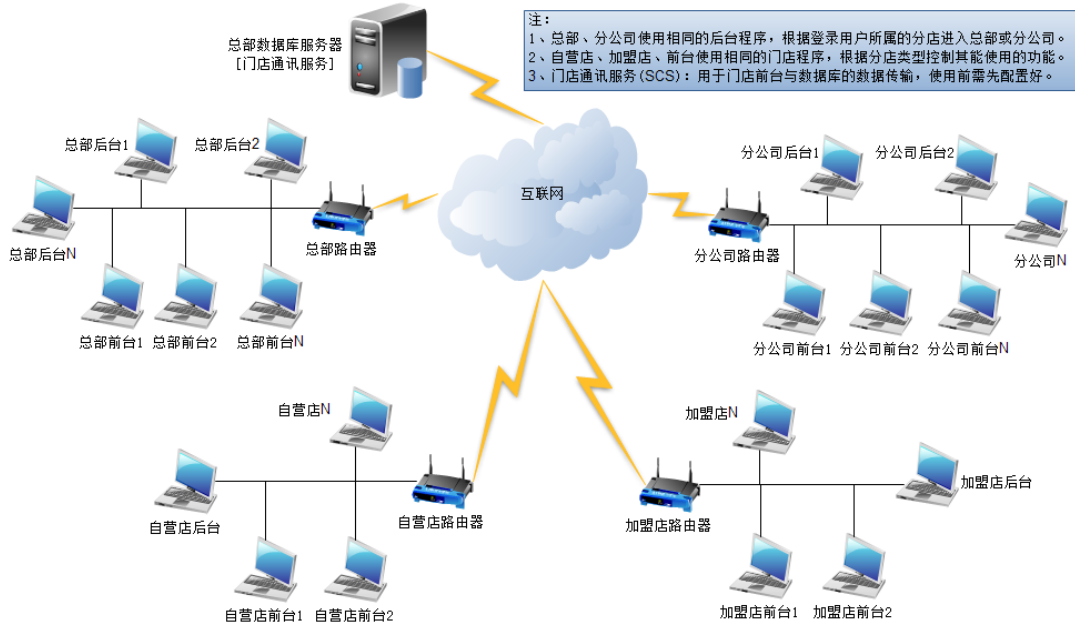 注：
总部数据库服务器
[门店通讯服务]
1、总部、分公司使用相同的后台程序，根据登录用户所属的分店进入总部或分公司。
2、自营店、加盟店、前台使用相同的门店程序，根据分店类型控制其能使用的功能。
3、门店通讯服务(SCS)：用于门店前台与数据库的数据传输，使用前需先配置好。
总部后台1
总部后台2
分公司后台1
分公司后台2
互联网
总部后台N
总部路由器
分公司路由器
分公司N
总部前台1
总部前台2
总部前台N
分公司前台1
分公司前台2
分公司前台N
自营店N
加盟店N
自营店后台
自营店路由器
加盟店路由器
加盟店后台
自营店前台1
自营店前台2
加盟店前台1
加盟店前台2